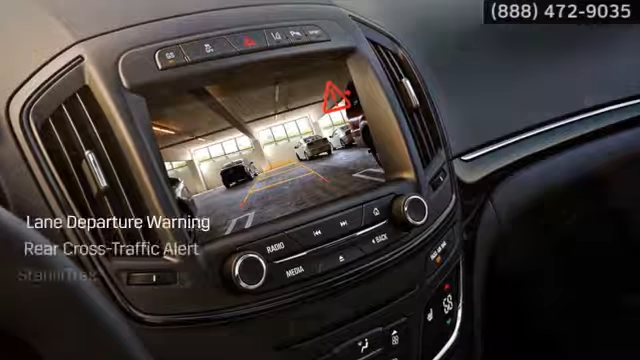 (888) 472-9035
Lane Departure Warning
Rear Cross-Traffic Alert
RADIO
MEDIA
BACK